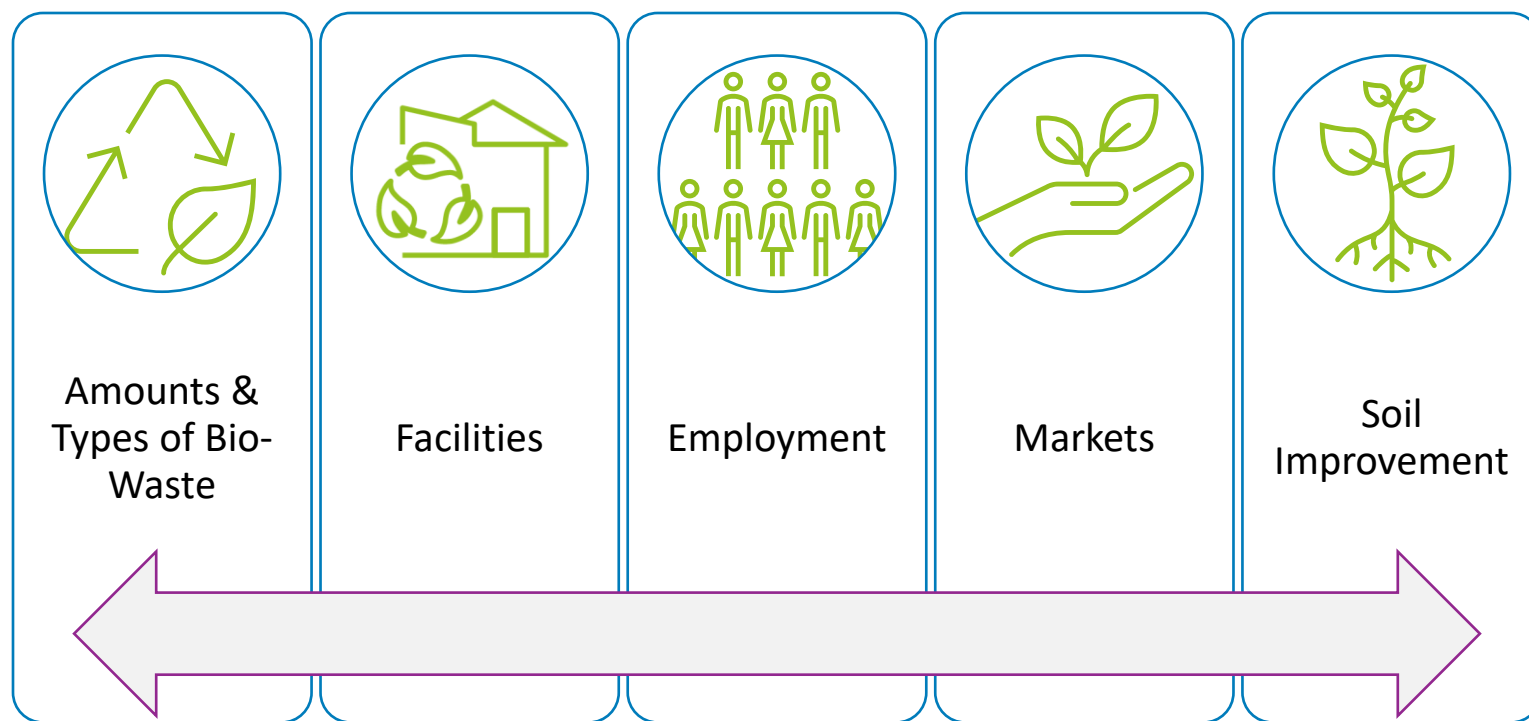 Amounts &
Types of Bio-
Waste
Facilities
Employment
Markets
Soil
Improvement